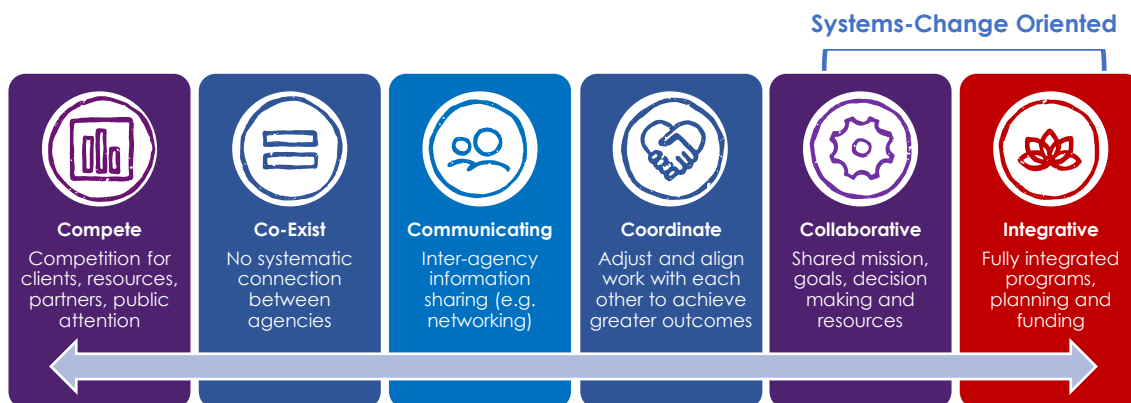 Systems-Change Oriented
Compete
Competition for
clients, resources,
partners, public
attention
Co-Exist
No systematic
connection
between
agencies
Communicating
Inter-agency
information
sharing (e.g.
networking)
Coordinate
Adjust and align
work with each
other to achieve
greater outcomes
Collaborative
Shared mission,
goals, decision
making and
resources
Integrative
Fully integrated
programs,
planning and
funding